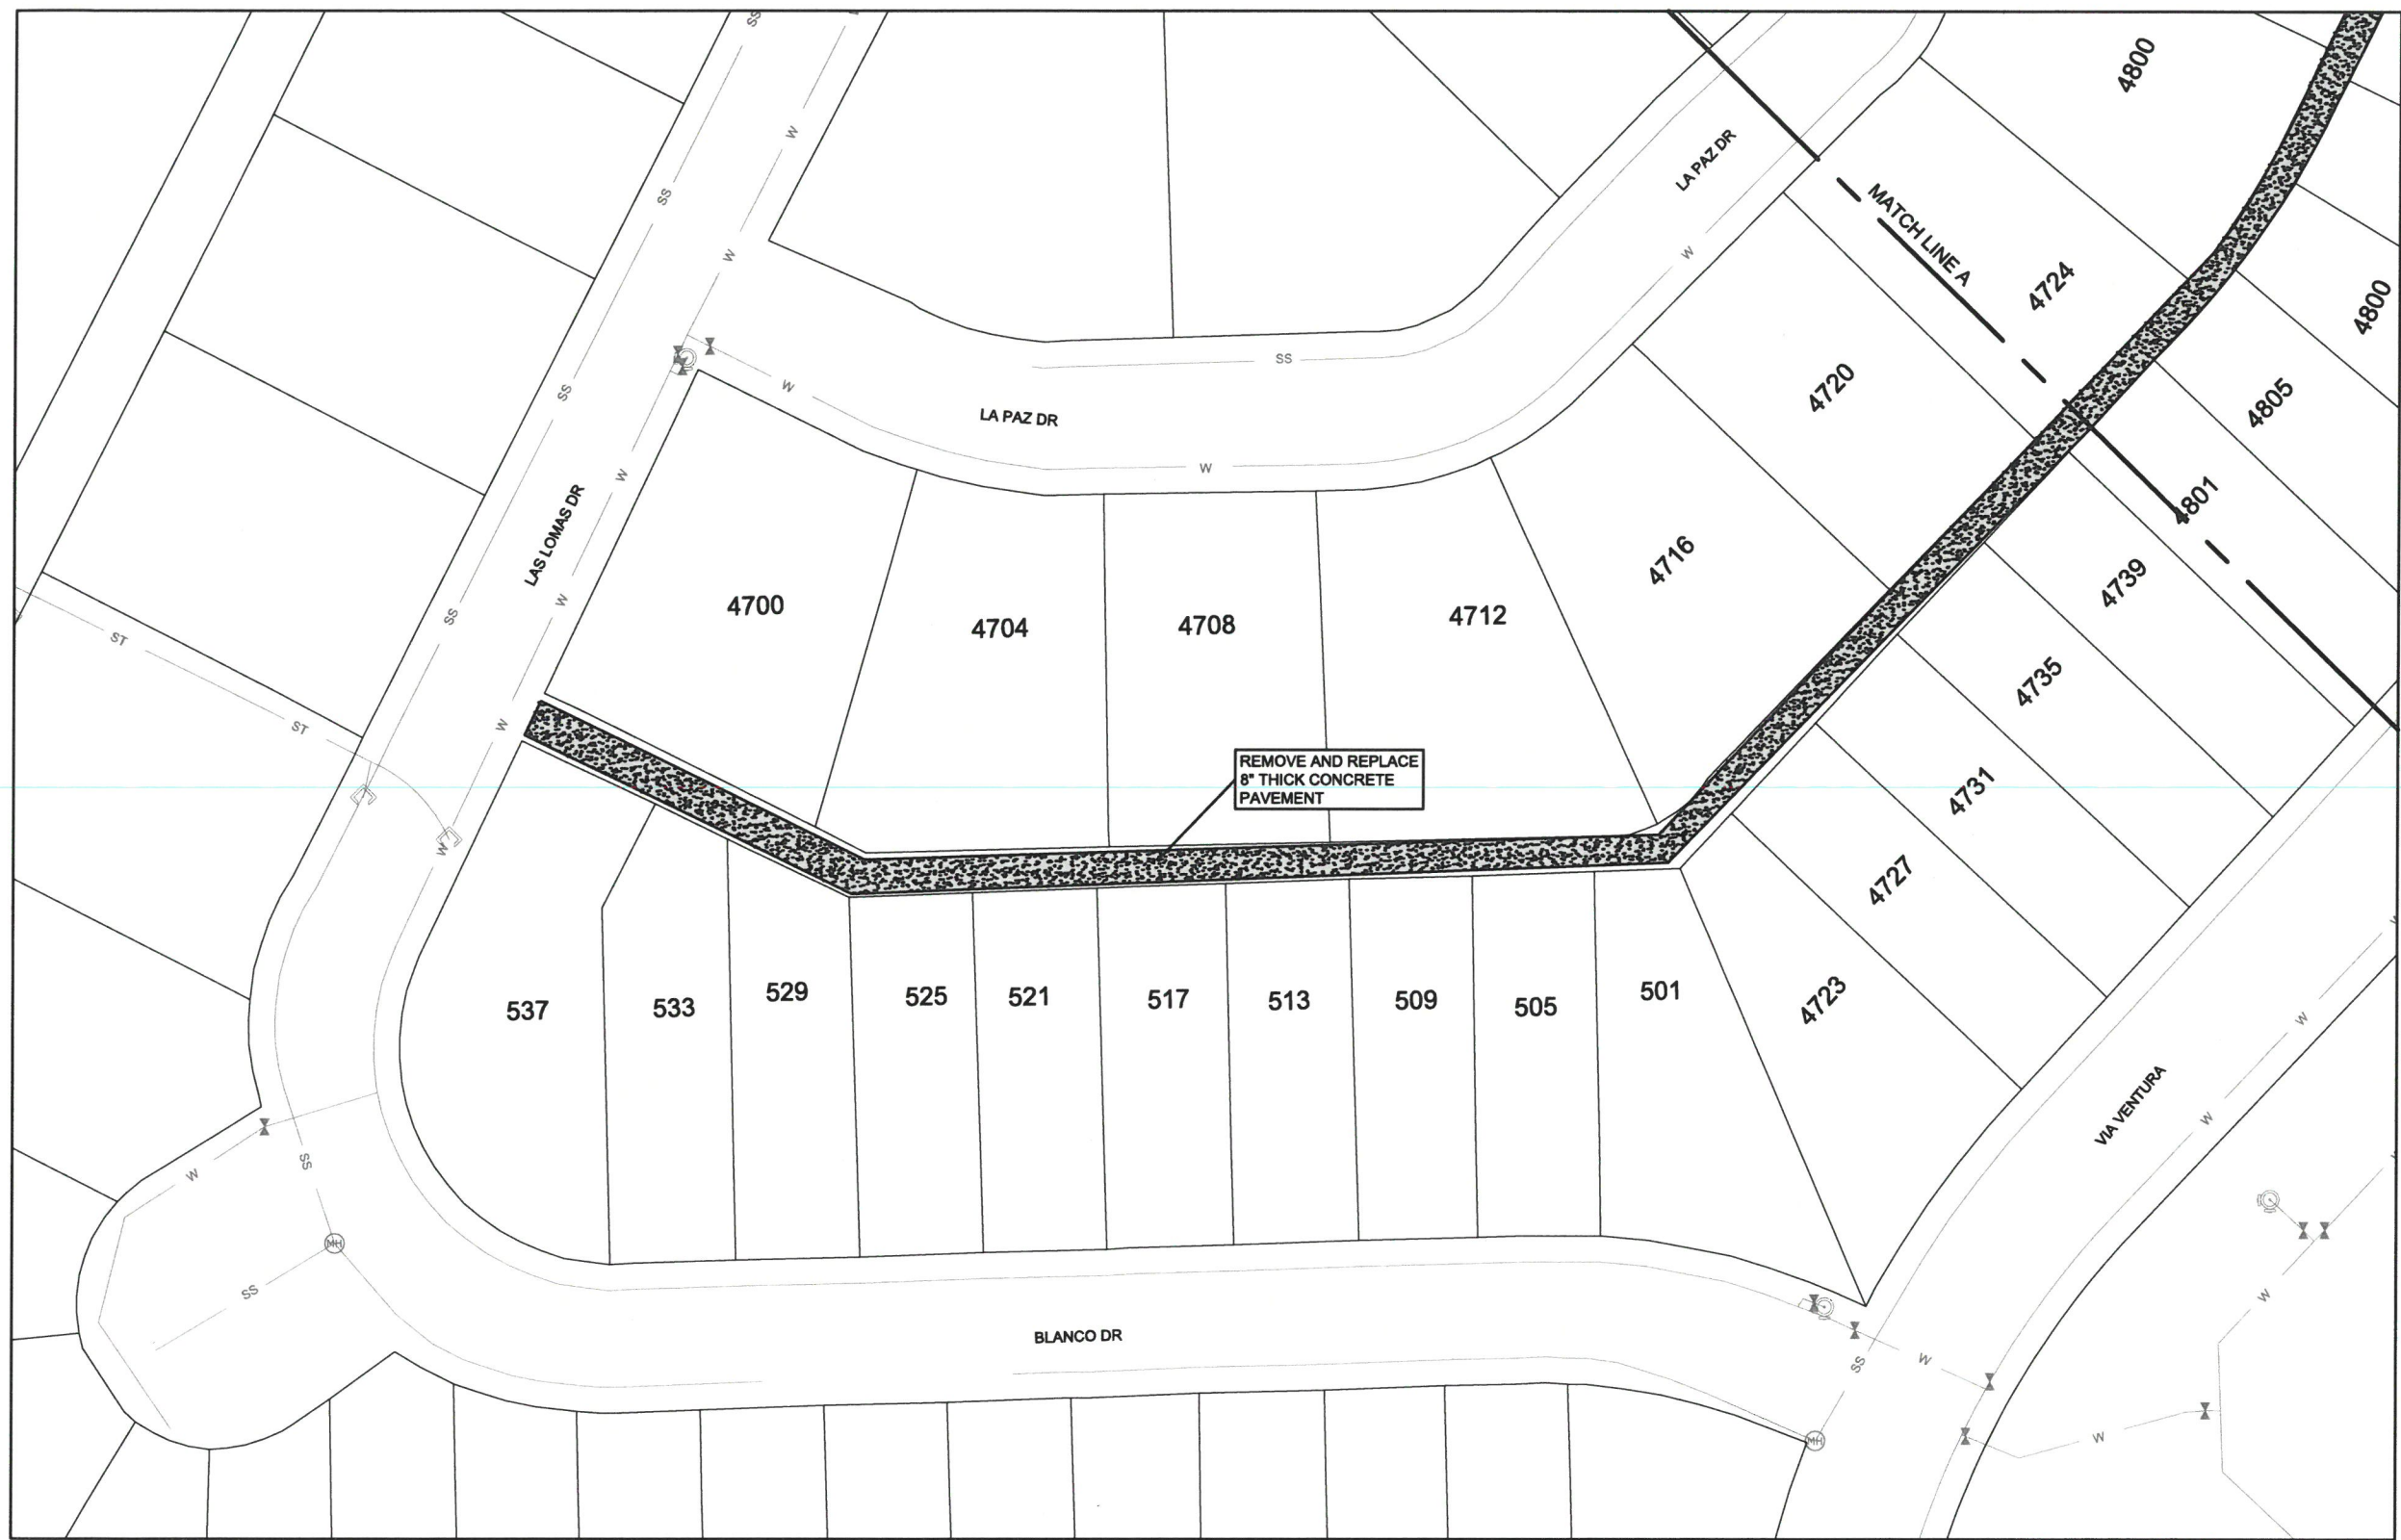 SS
W
W
SS
W
SS
SS
W
W
W
W
LAS LOMAS DR
ST
ST
W
SS
LA PAZ DR
W
LA PAZ DR
W
MATCH LINE A
4800
4724
4800
4720
4805
4801
4716
4739
4700
4704
4708
4712
4735
REMOVE AND REPLACE
8" THICK CONCRETE
PAVEMENT
4731
4727
4723
537
533
529
525
521
517
513
509
505
501
W
SS
MH
SS
BLANCO DR
VIA VENTURA
W
W
W
W
SS
MH
W